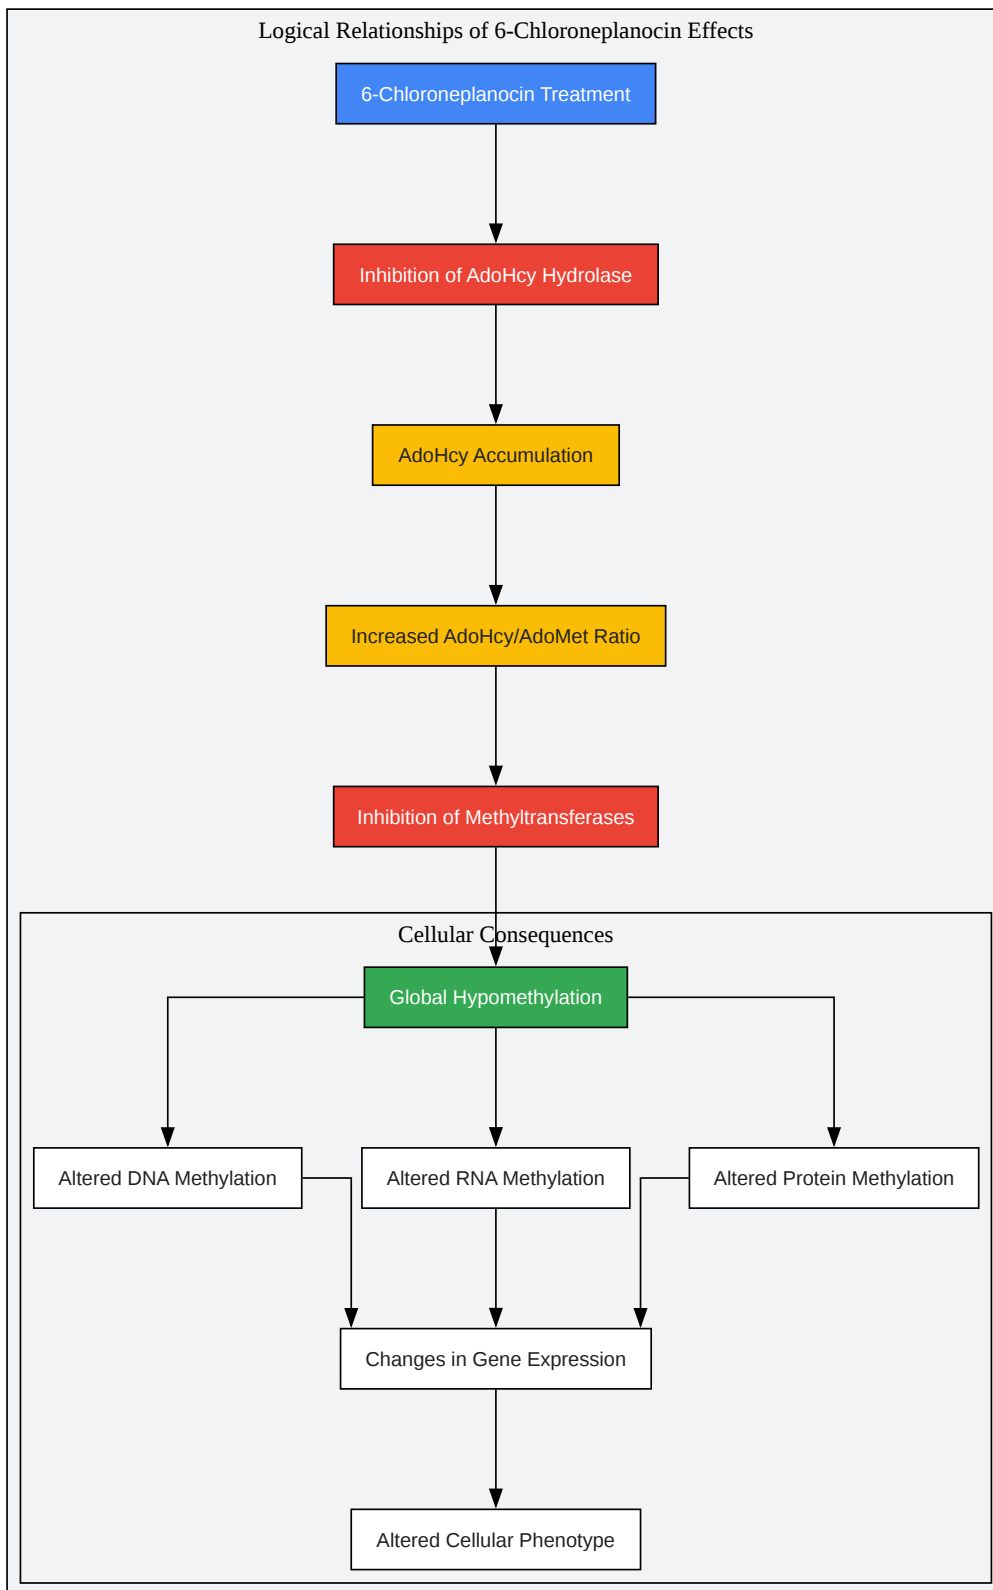 Logical Relationships of 6-Chloroneplanocin Effects
6-Chloroneplanocin Treatment
Inhibition of AdoHcy Hydrolase
AdoHcy Accumulation
Increased AdoHcy/AdoMet Ratio
Inhibition of Methyltransferases
Cellular Consequences
Global Hypomethylation
Altered DNA Methylation
Altered RNA Methylation
Altered Protein Methylation
Changes in Gene Expression
Altered Cellular Phenotype